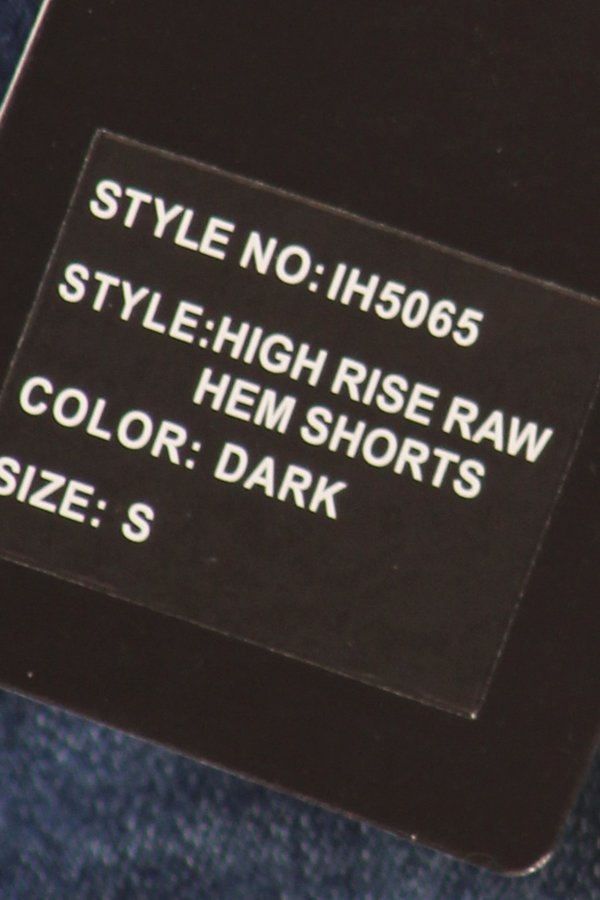 STYLE NO: IH5065
STYLE:HIGH RISE RAW
HEM SHORTS
COLOR: DARK
SIZE: S